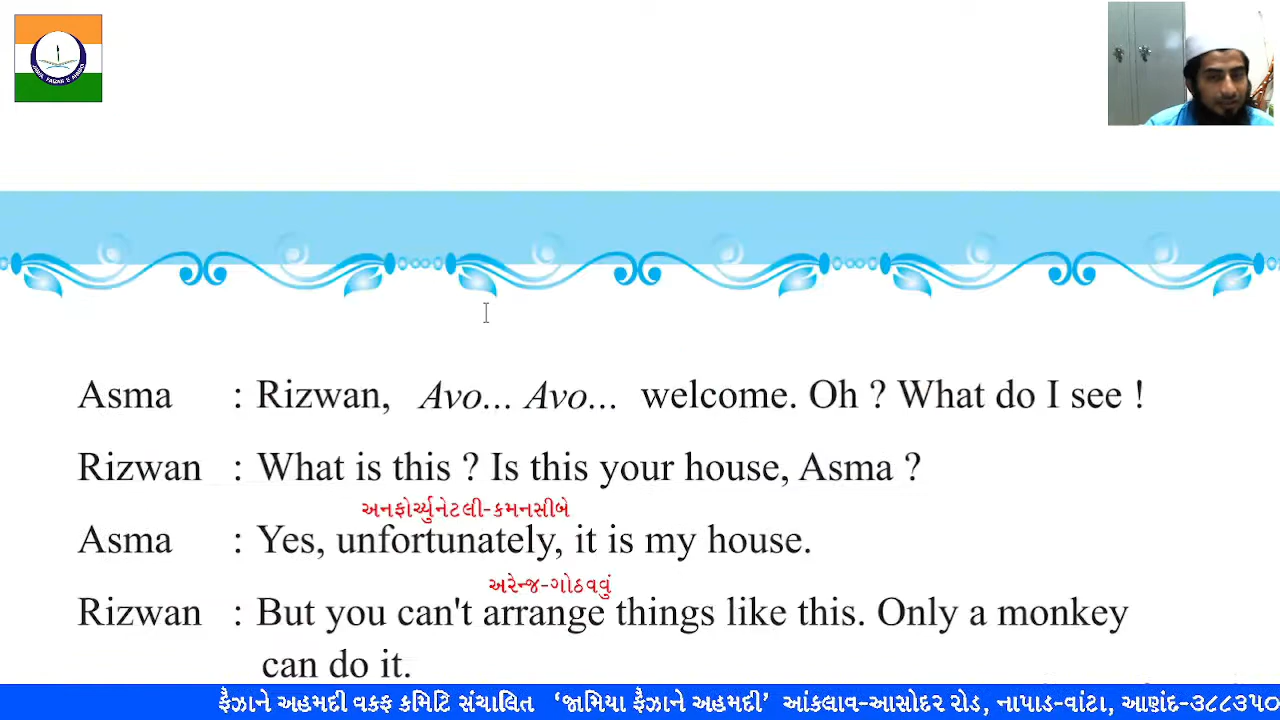 Asma : Rizwan, Avo... Avo... welcome. Oh ? What do I see !
Rizwan : What is this ? Is this your house, Asma ?
અનફોર્ચ્યુનેટલી-કમનસીબે
Asma : Yes, unfortunately, it is my house.
અરેન્જ-ગોઠવવું
Rizwan : But you can't arrange things like this. Only a monkey
can do it.
ફૈઝાને અહમદી વકફ કમિટિ સંચાલિત ‘જામિયા ફૈઝાને અહમદી’ આંકલાવ-આસોદર રોડ, નાપાડ-વાંટા, આણંદ-૩૮૮૩૫૦